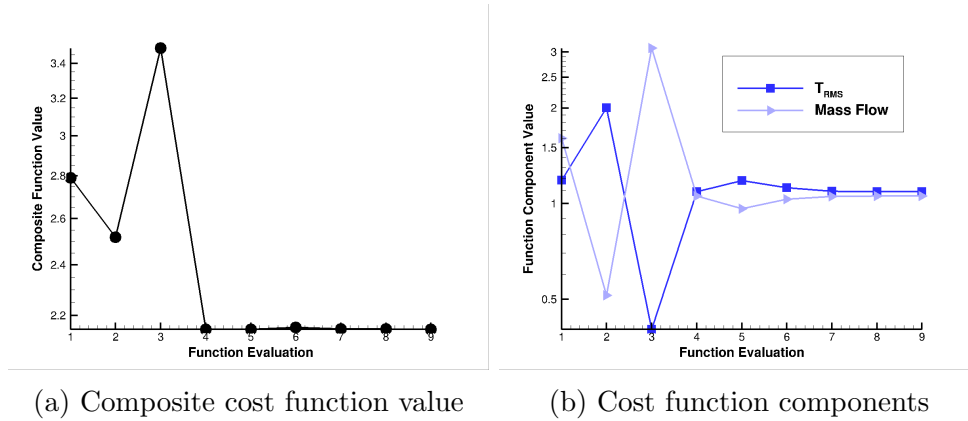 3.4
3.2
3
2.8
2.6
2.4
2.2
Composite Function Value
1 2 3 4 5 6 7 8 9
Function Evaluation
(a) Composite cost function value
3
2.5
2
1.5
1
0.5
Function Component Value
T_RMS
Mass Flow
1 2 3 4 5 6 7 8 9
Function Evaluation
(b) Cost function components